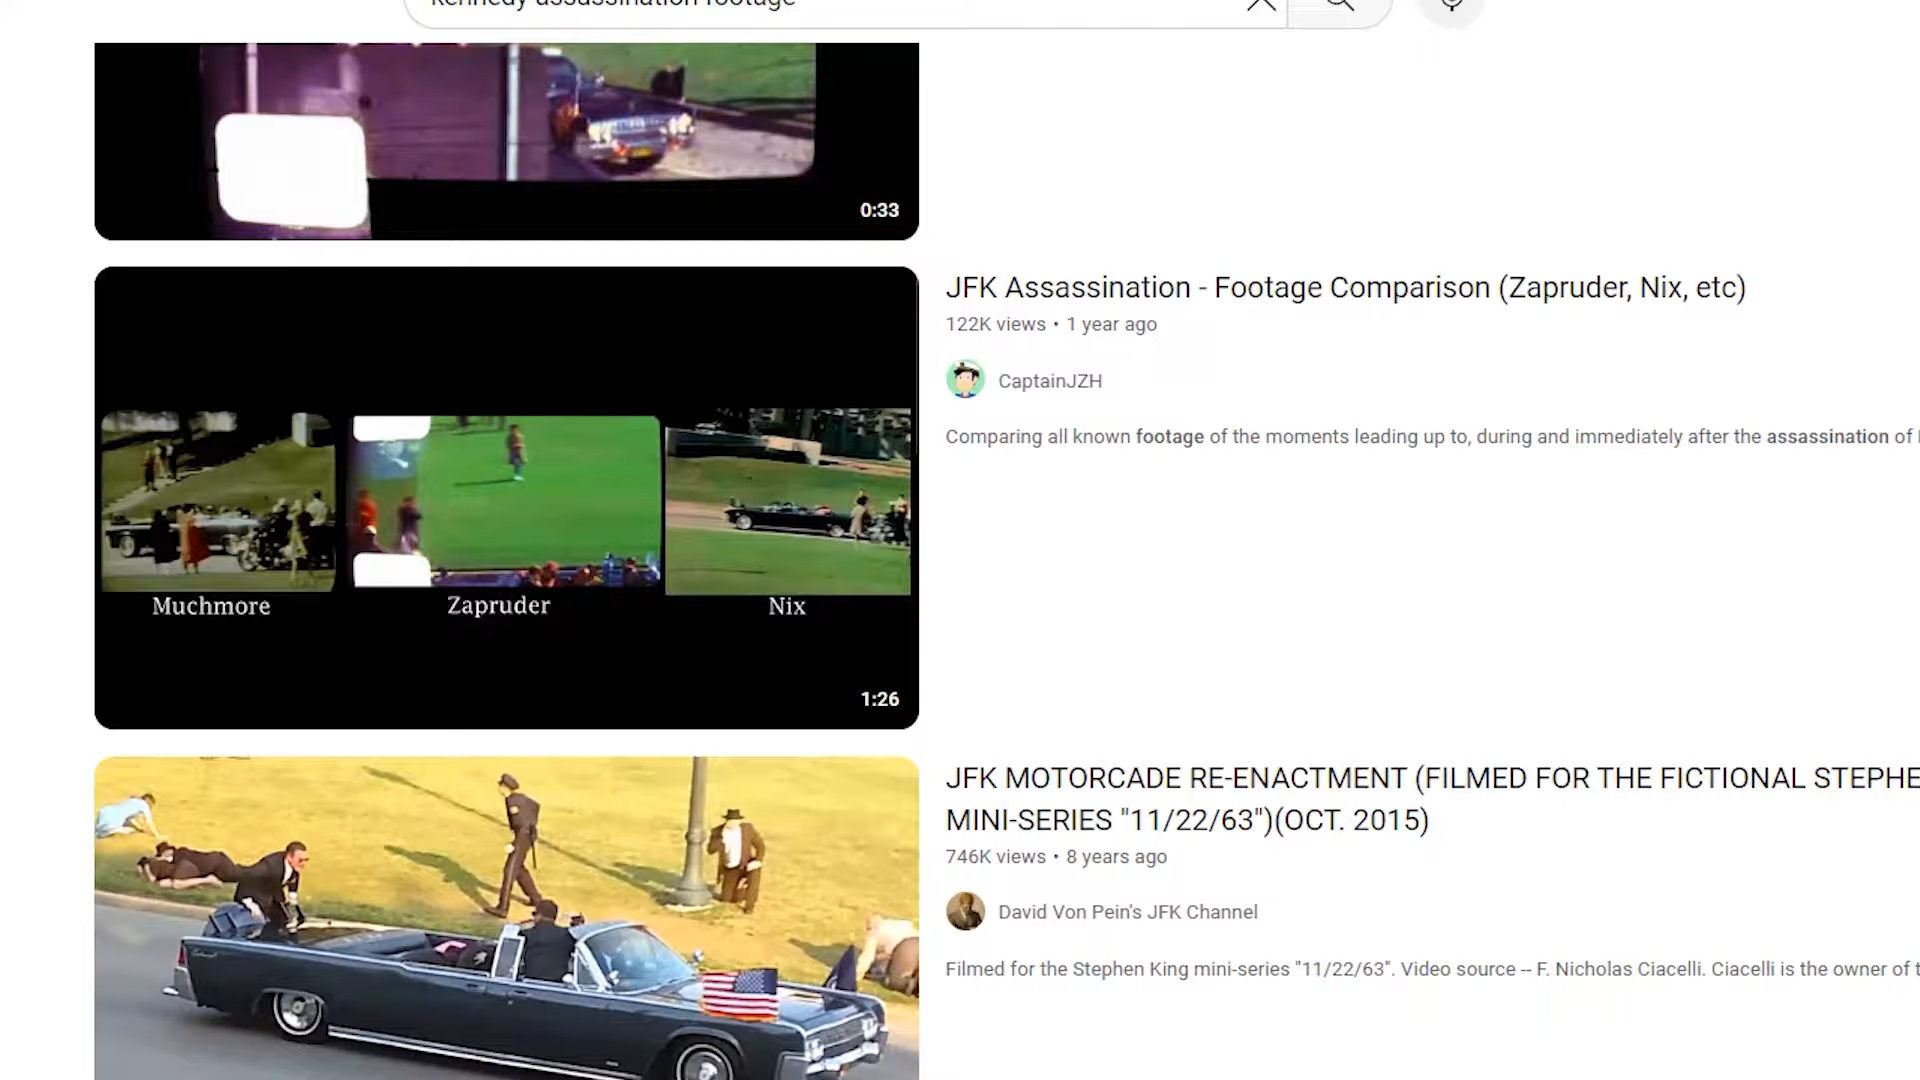 kennedy assassination footage
0:33
JFK Assassination - Footage Comparison (Zapruder, Nix, etc)
122K views • 1 year ago
CaptainJZH
Comparing all known footage of the moments leading up to, during and immediately after the assassination of
Muchmore
Zapruder
Nix
1:26
JFK MOTORCADE RE-ENACTMENT (FILMED FOR THE FICTIONAL STEPHE
MINI-SERIES "11/22/63")(OCT. 2015)
746K views • 8 years ago
David Von Pein's JFK Channel
Filmed for the Stephen King mini-series "11/22/63". Video source -- F. Nicholas Ciacelli. Ciacelli is the owner of